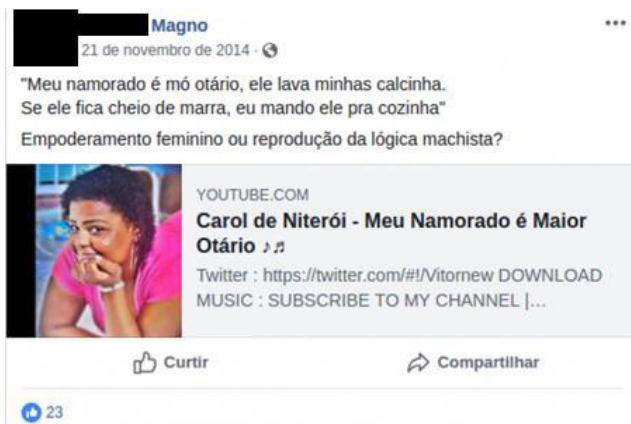 Magno
21 de novembro de 2014 ·
"Meu namorado é mó otário, ele lava minhas calcinha.
Se ele fica cheio de marra, eu mando ele pra cozinha"
Empoderamento feminino ou reprodução da lógica machista?
YOUTUBE.COM
Carol de Niterói - Meu Namorado é Maior
Otário ♪♬
Twitter : https://twitter.com/#!/Vitornew DOWNLOAD
MUSIC : SUBSCRIBE TO MY CHANNEL |...
Curtir
Compartilhar
23